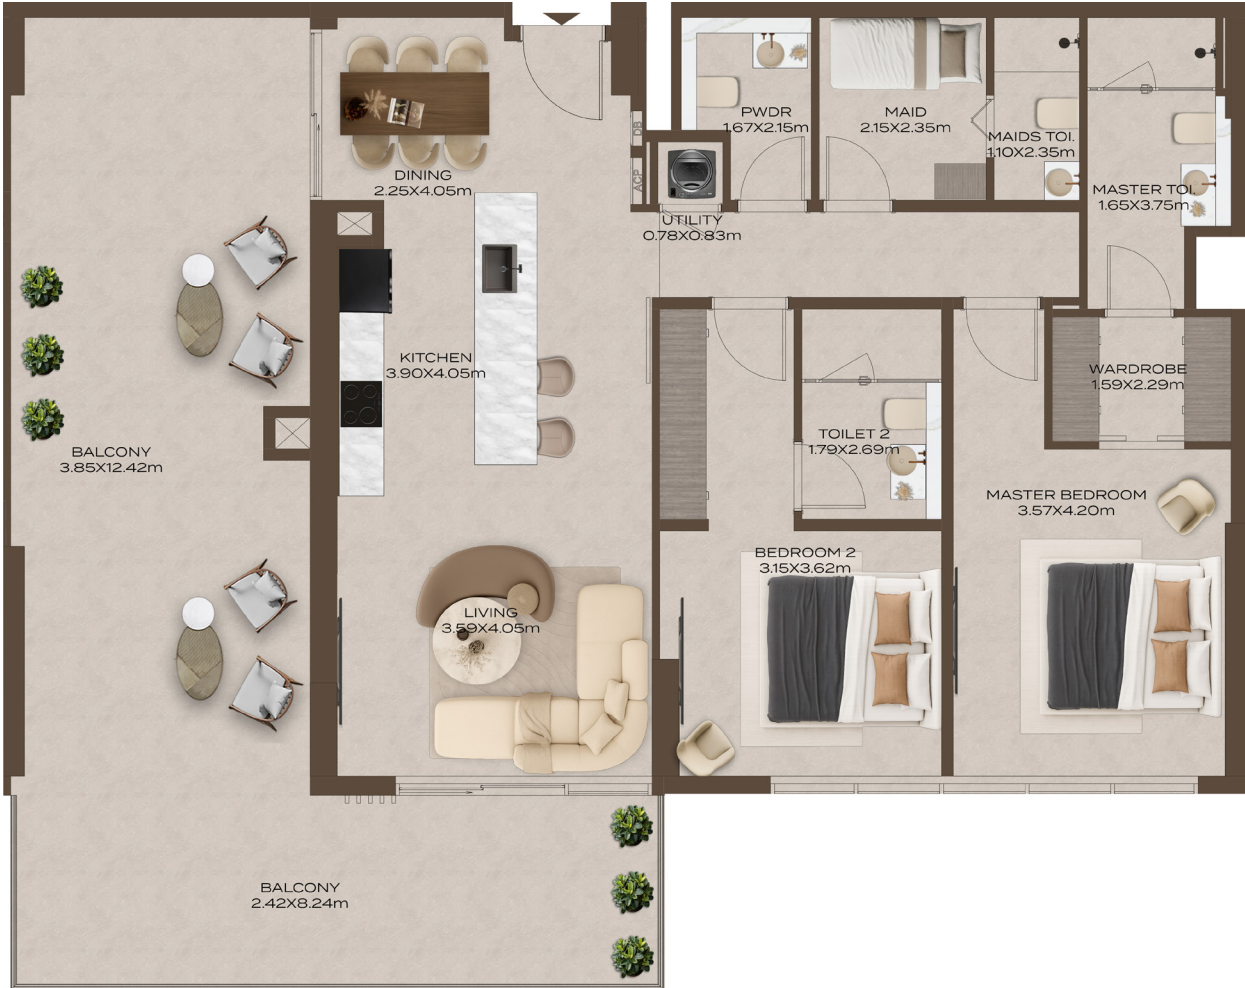 DINING
2.25X4.05m
DB
ACP
PWDR
1.67X2.15m
MAID
2.15X2.35m
MAIDS TOI.
1.10X2.35m
MASTER TOI.
1.65X3.75m
UTILITY
0.78X0.83m
KITCHEN
3.90X4.05m
WARDROBE
1.59X2.29m
BALCONY
3.85X12.42m
TOILET 2
1.79X2.69m
MASTER BEDROOM
3.57X4.20m
BEDROOM 2
3.15X3.62m
LIVING
3.59X4.05m
BALCONY
2.42X8.24m